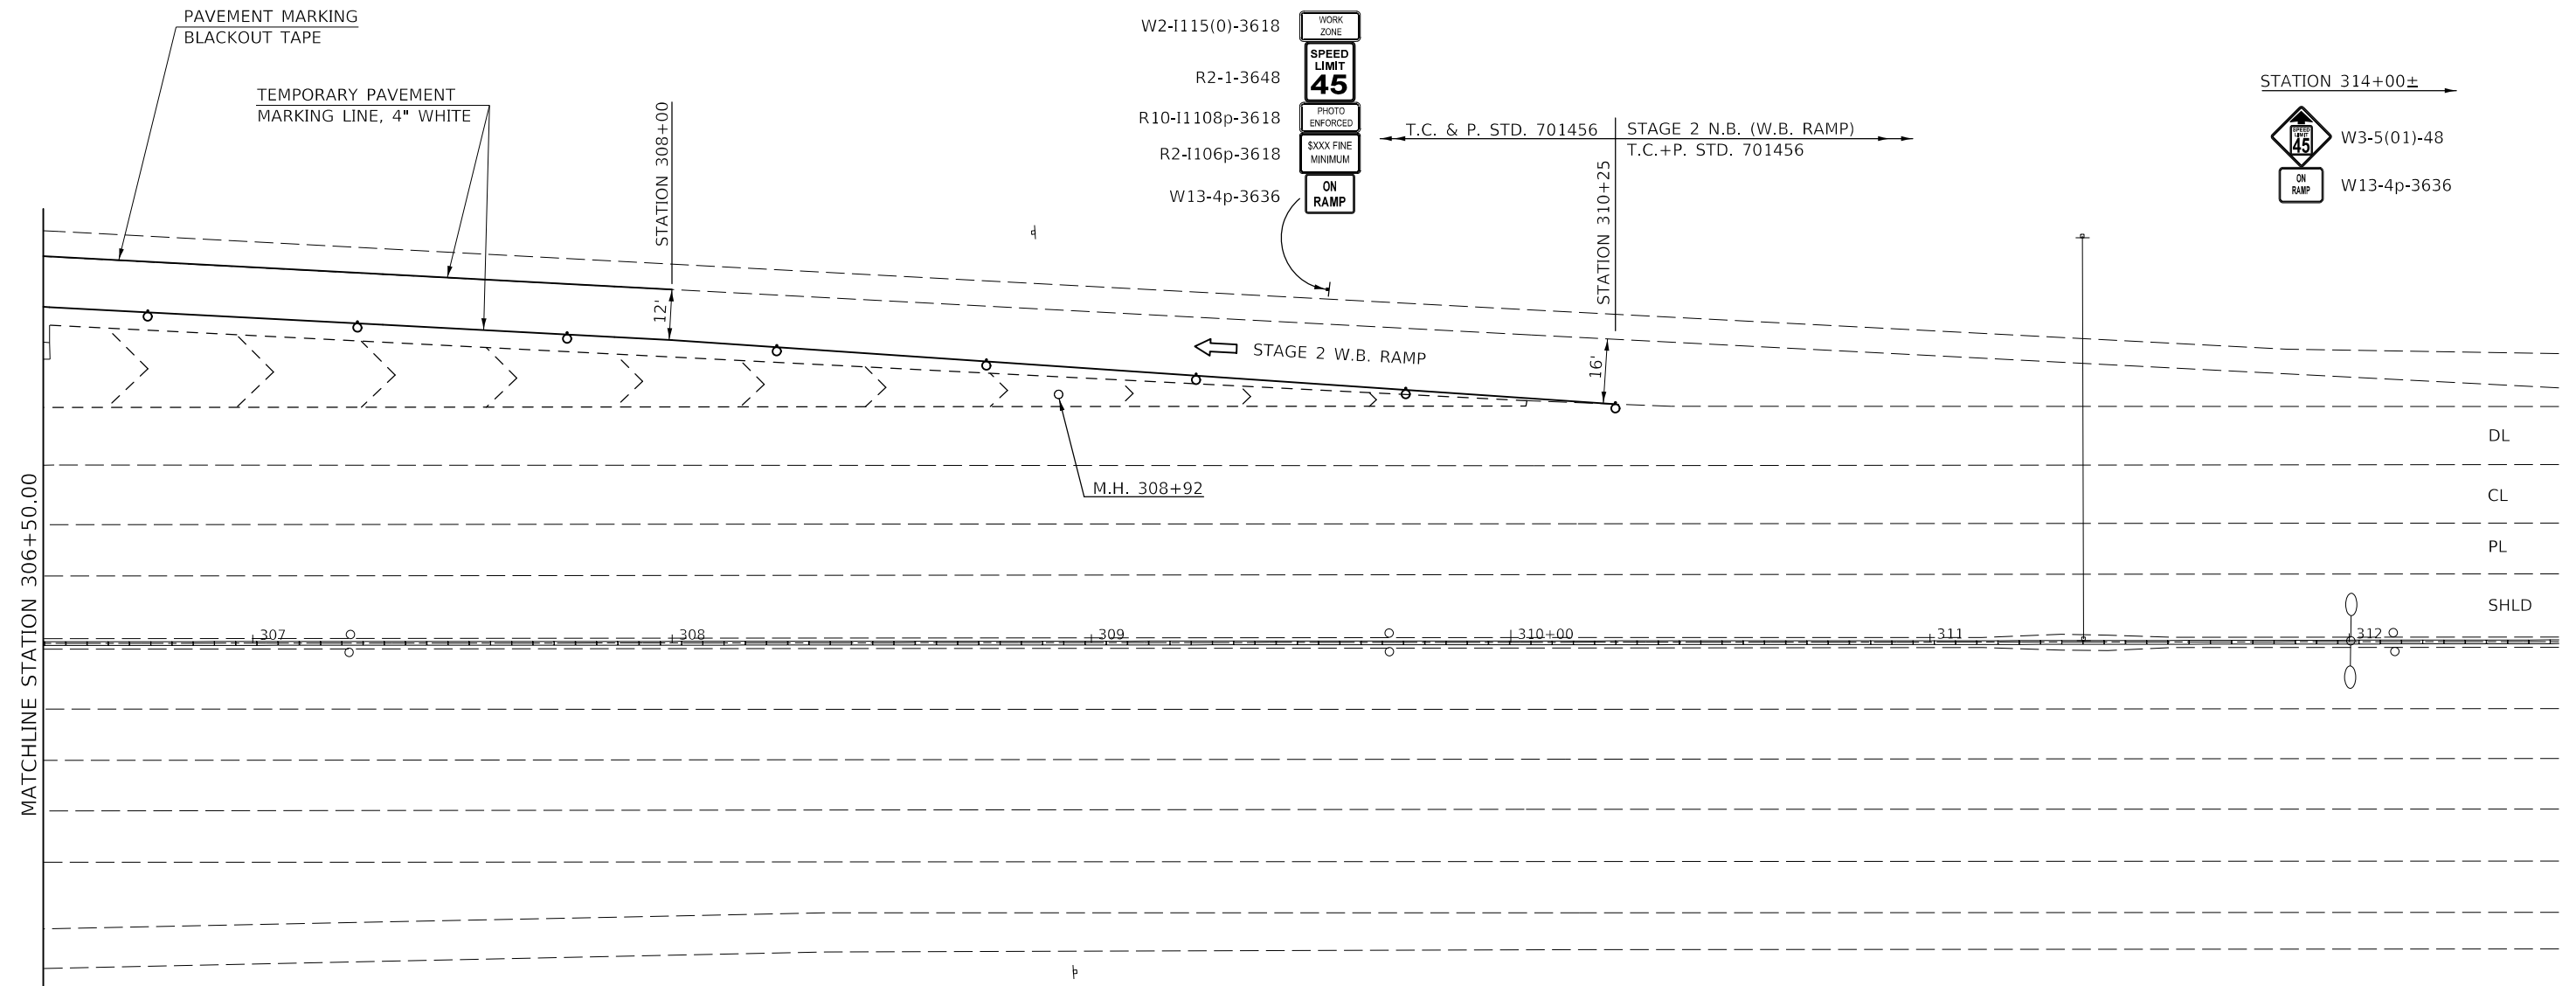 PAVEMENT MARKING
BLACKOUT TAPE
TEMPORARY PAVEMENT
MARKING LINE, 4" WHITE
STATION 308+00
12'
W2-I115(0)-3618
WORK
ZONE
R2-1-3648
SPEED
LIMIT
45
R10-I1108p-3618
PHOTO
ENFORCED
R2-I106p-3618
$XXX FINE
MINIMUM
W13-4p-3636
ON
RAMP
T.C. & P. STD. 701456
STAGE 2 N.B. (W.B. RAMP)
T.C.+P. STD. 701456
STATION 310+25
16'
STATION 314+00±
SPEED
LIMIT
45
W3-5(01)-48
ON
RAMP
W13-4p-3636
STAGE 2 W.B. RAMP
M.H. 308+92
DL
CL
PL
SHLD
MATCHLINE STATION 306+50.00
307
308
309
310+00
311
312